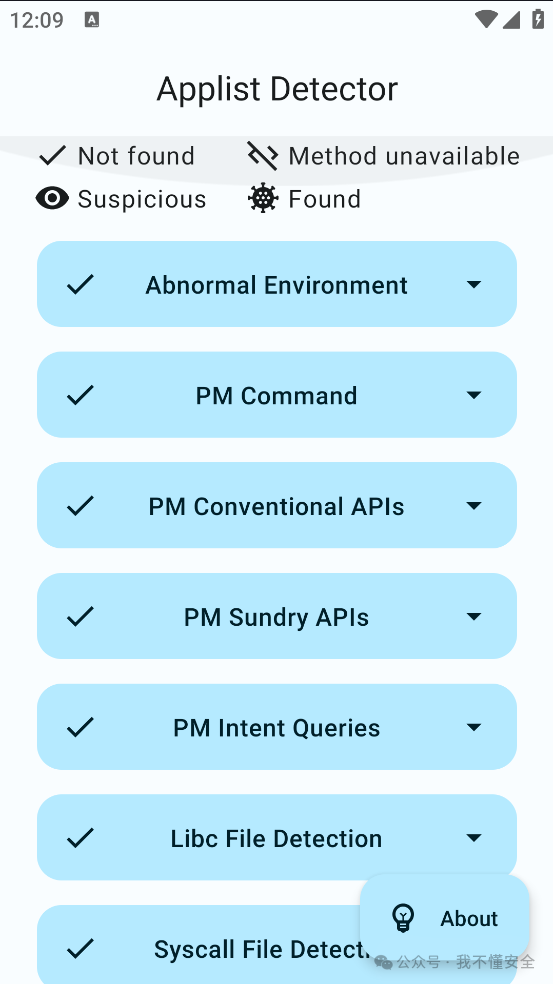 12:09
Applist Detector
Not found
Method unavailable
Suspicious
Found
Abnormal Environment
PM Command
PM Conventional APIs
PM Sundry APIs
PM Intent Queries
Libc File Detection
About
Syscall File Detect
公众号 · 我不懂安全